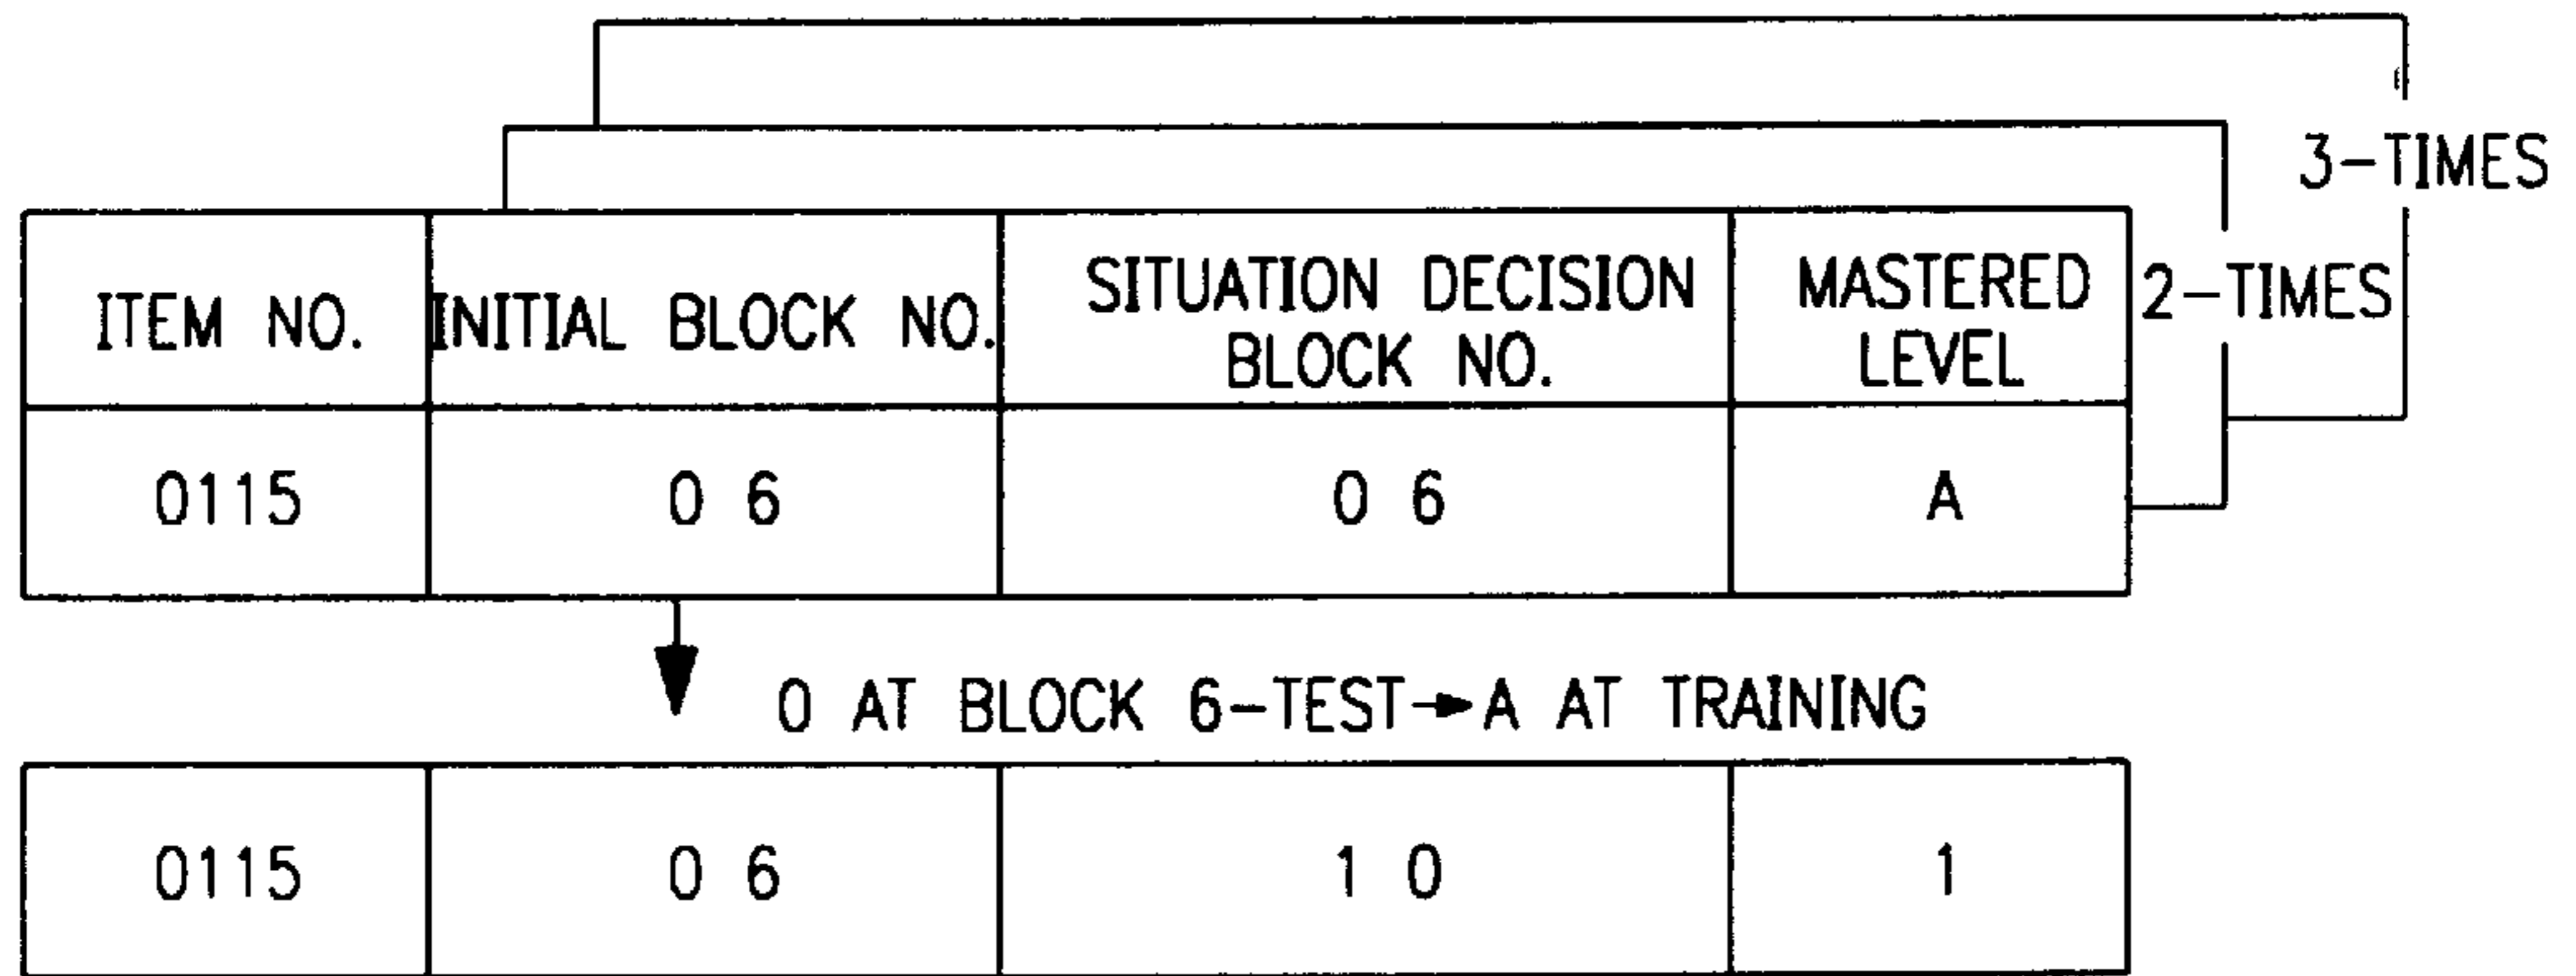 3-TIMES
2-TIMES
ITEM NO. INITIAL BLOCK NO. SITUATION DECISION BLOCK NO. MASTERED LEVEL
0115 0 6 0 6 A
0 AT BLOCK 6-TEST→A AT TRAINING
0115 0 6 1 0 1